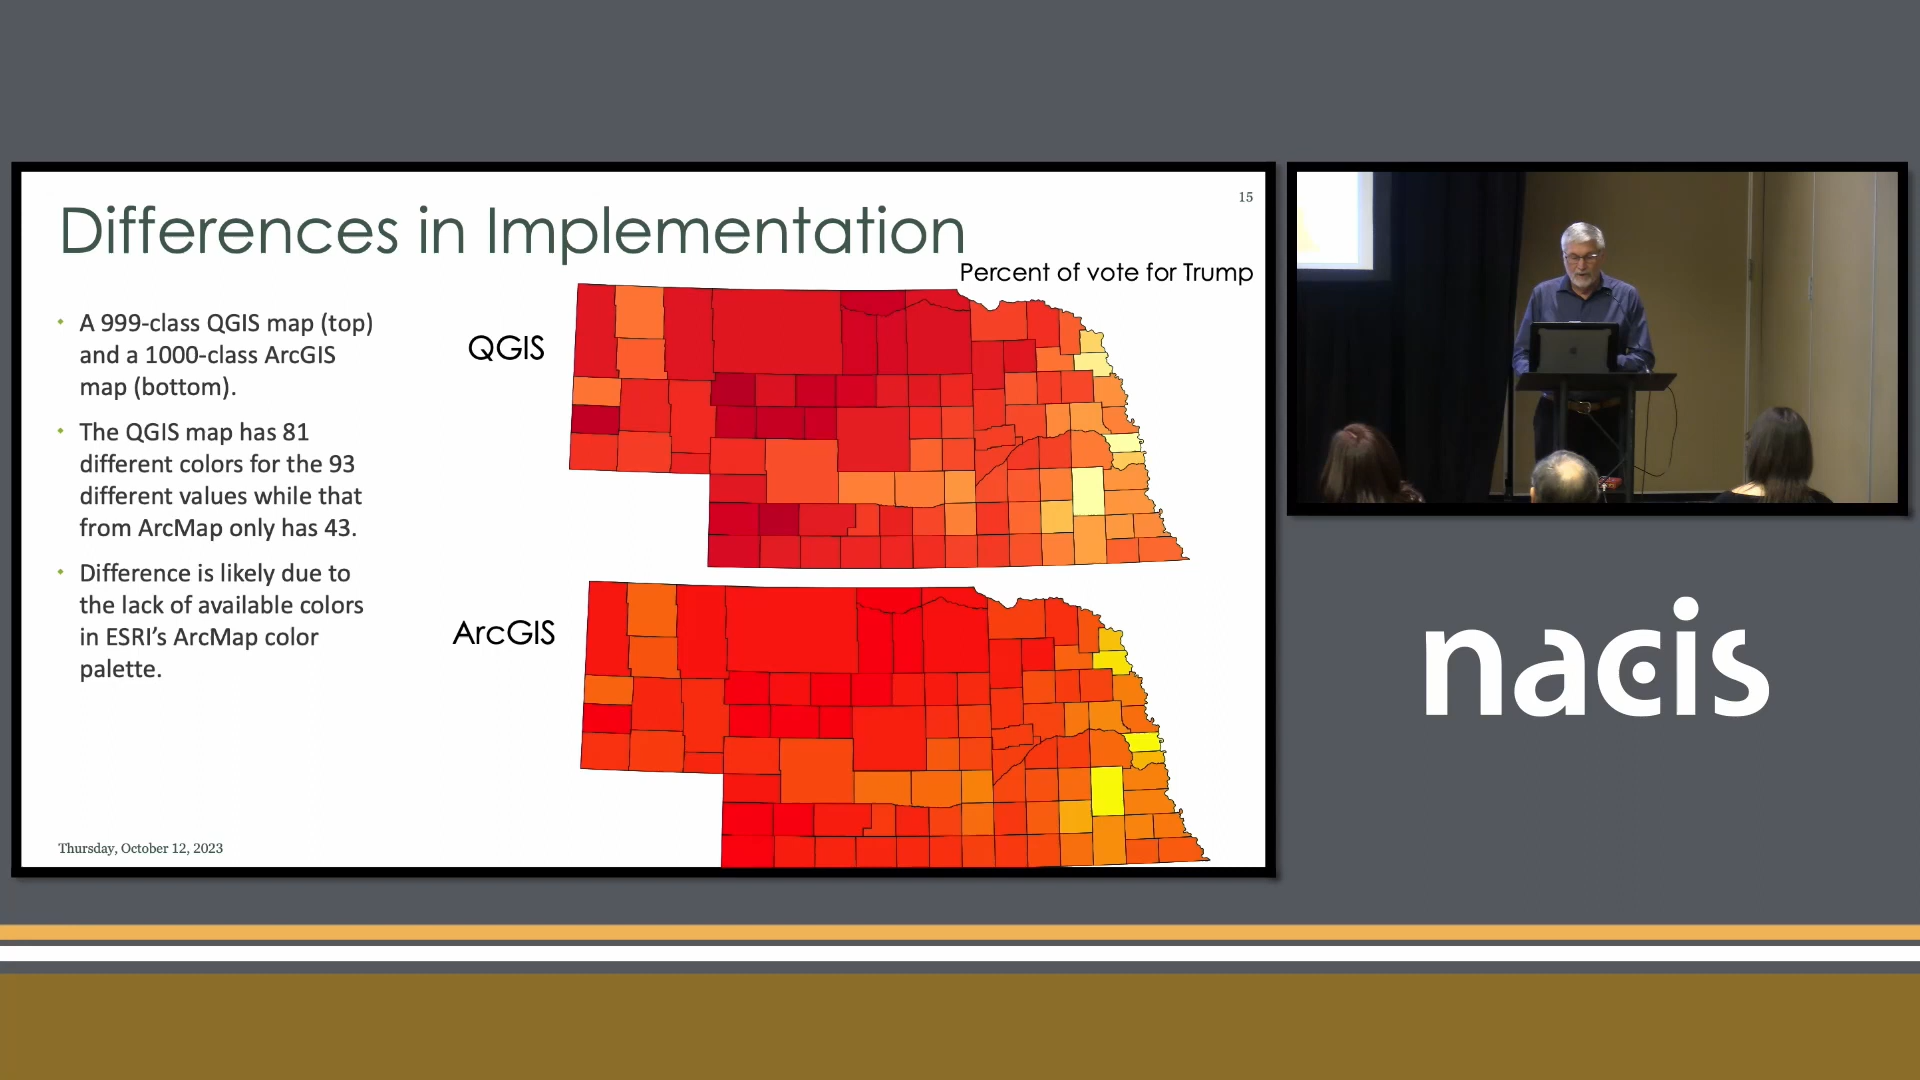 Differences in Implementation
15
Percent of vote for Trump
• A 999-class QGIS map (top)
and a 1000-class ArcGIS
map (bottom).
• The QGIS map has 81
different colors for the 93
different values while that
from ArcMap only has 43.
• Difference is likely due to
the lack of available colors
in ESRI’s ArcMap color
palette.
QGIS
ArcGIS
Thursday, October 12, 2023
nacis